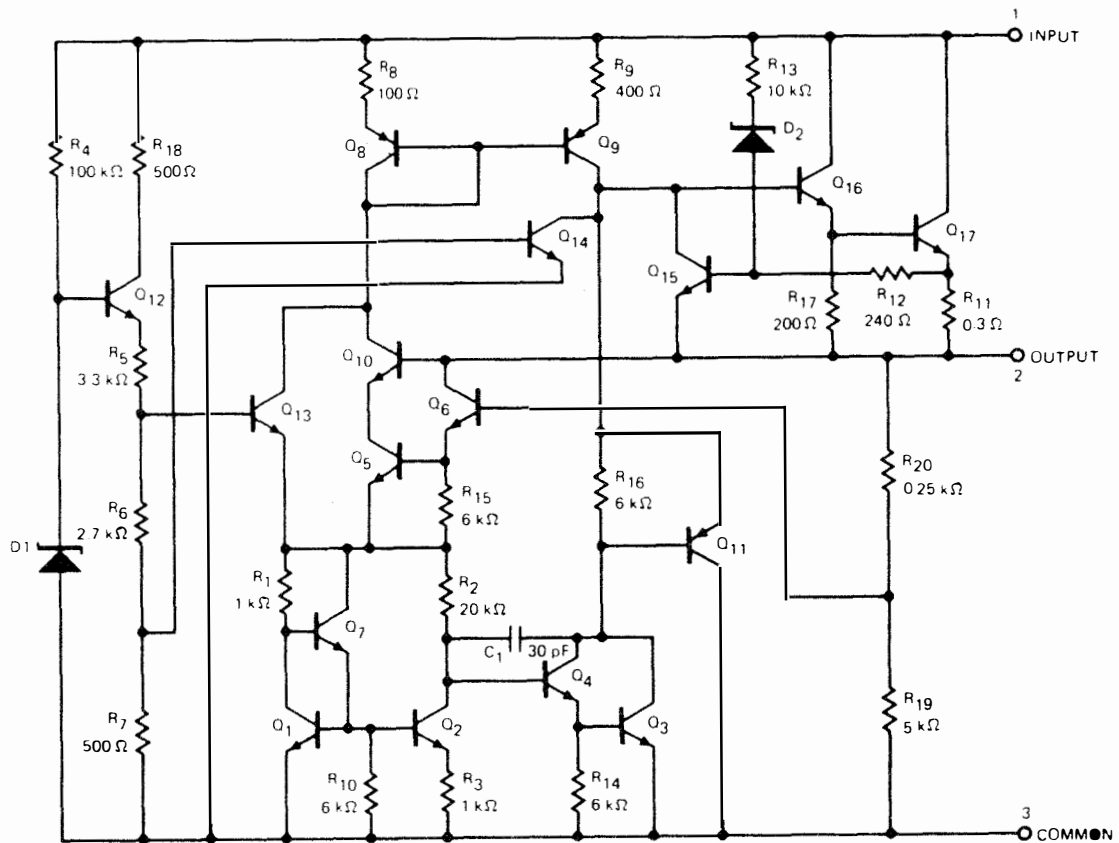 1
INPUT
R8
100 Ω
R9
400 Ω
R13
10 kΩ
D2
R4
100 kΩ
R18
500Ω
Q8
Q9
Q16
Q14
Q17
Q15
Q12
R17
200Ω
R12
240 Ω
R11
0.3 Ω
R5
3.3 kΩ
Q10
OUTPUT
2
Q13
Q6
Q5
R16
6 kΩ
R20
0.25 kΩ
R15
6 kΩ
R6
2.7 kΩ
D1
Q11
R1
1 kΩ
R2
20 kΩ
Q7
C1
30 pF
Q4
R7
500 Ω
Q1
Q2
Q3
R19
5 kΩ
R10
6 kΩ
R3
1 kΩ
R14
6 kΩ
3
COMMON